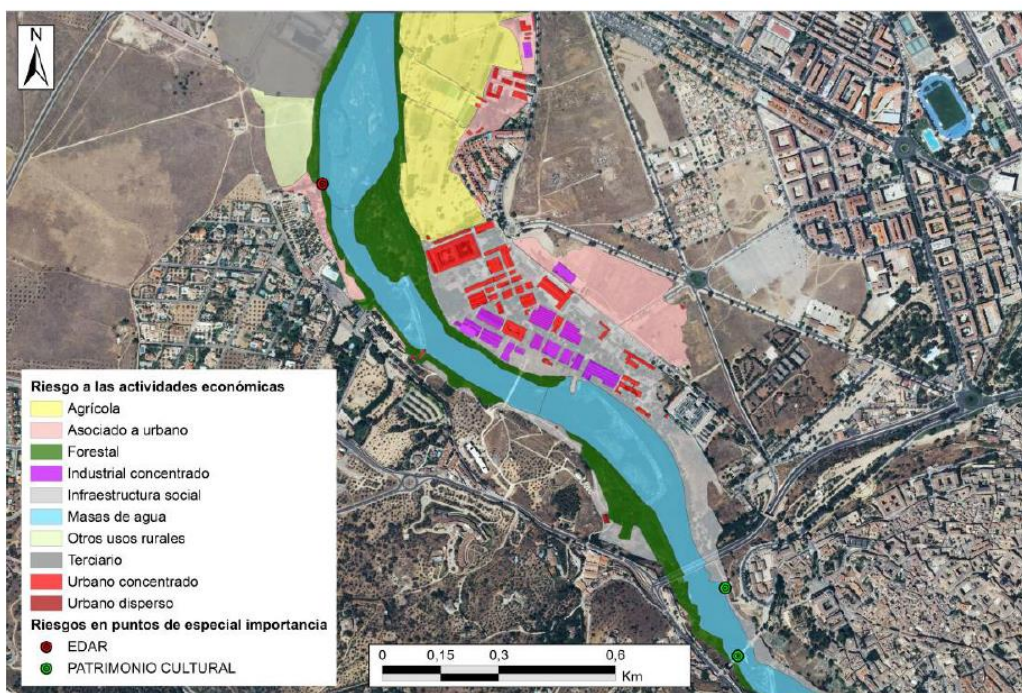 N
Riesgo a las actividades económicas
Agrícola
Asociado a urbano
Forestal
Industrial concentrado
Infraestructura social
Masas de agua
Otros usos rurales
Terciario
Urbano concentrado
Urbano disperso
Riesgos en puntos de especial importancia
EDAR
PATRIMONIO CULTURAL
0 0,15 0,3 0,6
Km